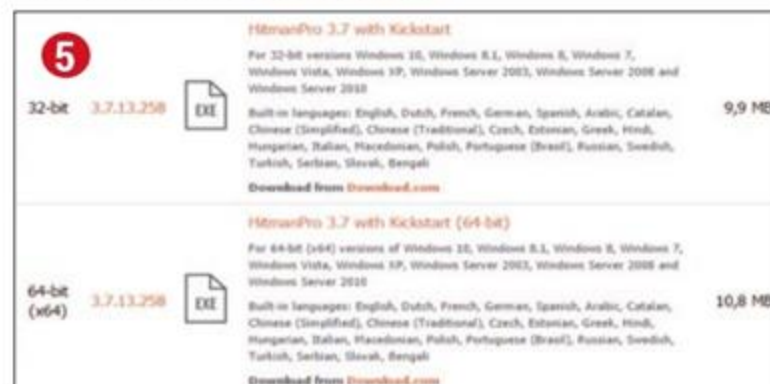 5
HitmanPro 3.7 with Kickstart
For 32-bit versions Windows 10, Windows 8.1, Windows 8, Windows 7,
Windows Vista, Windows XP, Windows Server 2003, Windows Server 2008 and
Windows Server 2010
32-bit 3.7.13.258 EXE 9,9 MB
Built-in languages: English, Dutch, French, German, Spanish, Arabic, Catalan,
Chinese (Simplified), Chinese (Traditional), Czech, Estonian, Greek, Hindi,
Hungarian, Italian, Macedonian, Polish, Portuguese (Brasil), Russian, Swedish,
Turkish, Serbian, Slovak, Bengali
Download from Download.com
HitmanPro 3.7 with Kickstart (64-bit)
For 64-bit (x64) versions of Windows 10, Windows 8.1, Windows 8, Windows 7,
Windows Vista, Windows XP, Windows Server 2003, Windows Server 2008 and
Windows Server 2010
64-bit
(x64) 3.7.13.258 EXE 10,8 MB
Built-in languages: English, Dutch, French, German, Spanish, Arabic, Catalan,
Chinese (Simplified), Chinese (Traditional), Czech, Estonian, Greek, Hindi,
Hungarian, Italian, Macedonian, Polish, Portuguese (Brasil), Russian, Swedish,
Turkish, Serbian, Slovak, Bengali
Download from Download.com